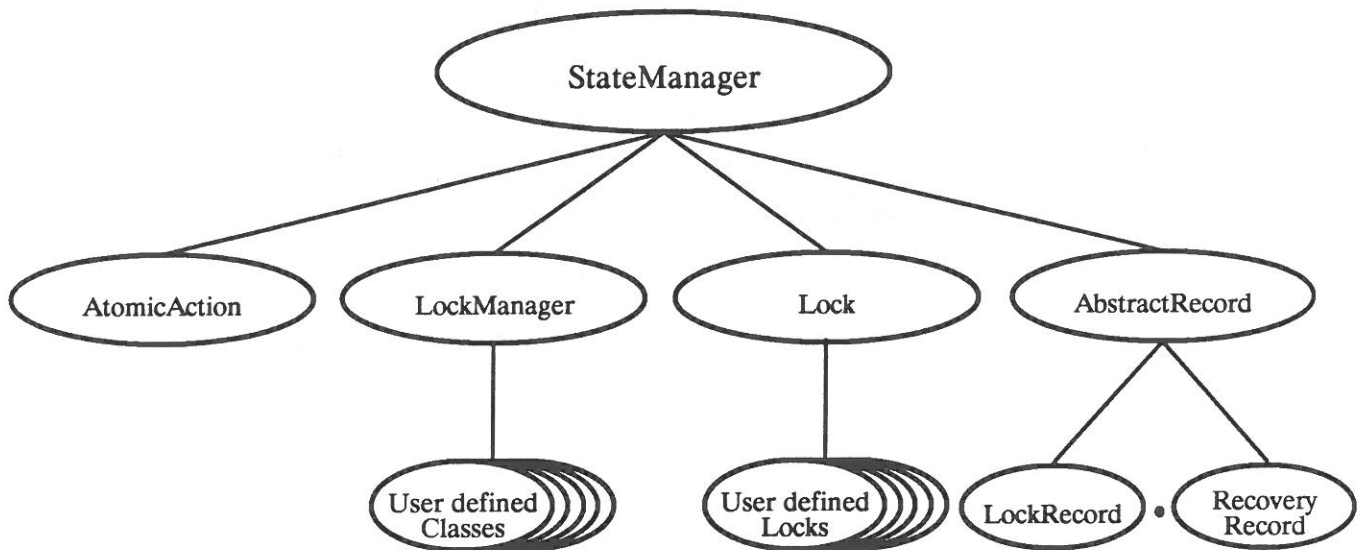 StateManager
AtomicAction
LockManager
Lock
AbstractRecord
User defined
Classes
User defined
Locks
LockRecord
Recovery
Record